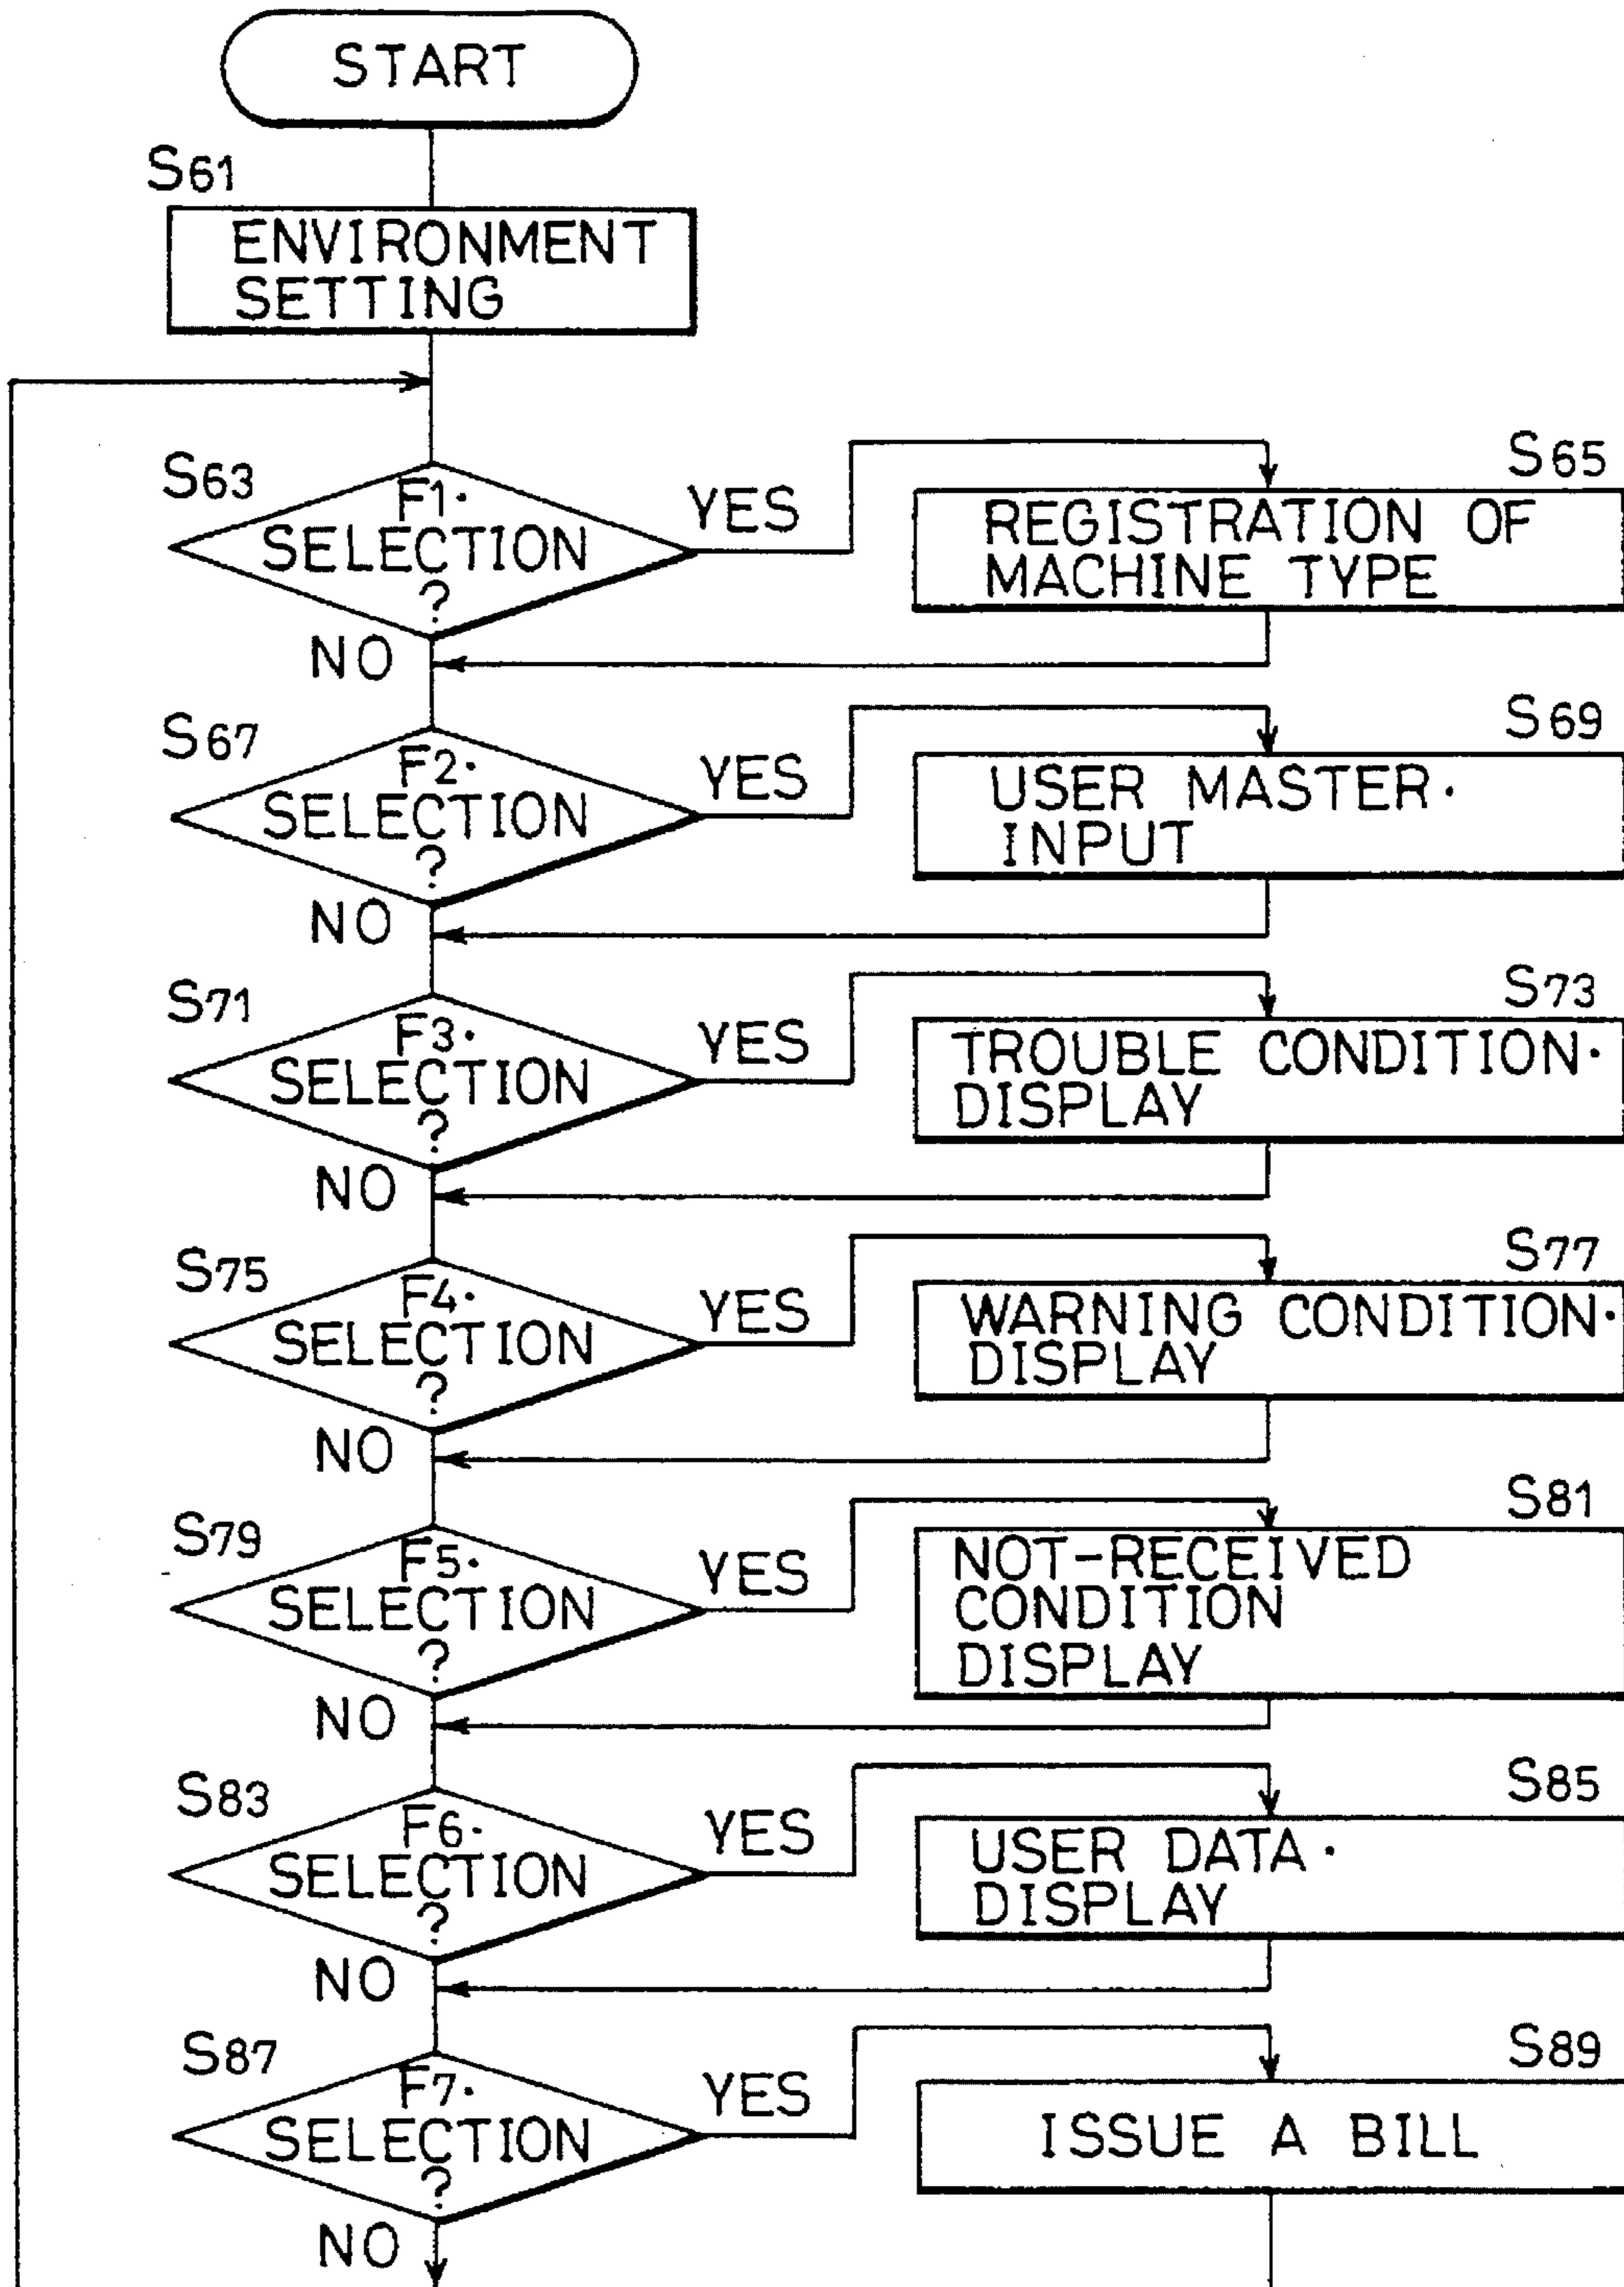 START
S61
ENVIRONMENT
SETTING
S63
F1·
SELECTION
?
YES
NO
S65
REGISTRATION OF
MACHINE TYPE
S67
F2·
SELECTION
?
YES
NO
S69
USER MASTER·
INPUT
S71
F3·
SELECTION
?
YES
NO
S73
TROUBLE CONDITION·
DISPLAY
S75
F4·
SELECTION
?
YES
NO
S77
WARNING CONDITION·
DISPLAY
S79
F5·
SELECTION
?
YES
NO
S81
NOT-RECEIVED
CONDITION
DISPLAY
S83
F6·
SELECTION
?
YES
NO
S85
USER DATA·
DISPLAY
S87
F7·
SELECTION
?
YES
NO
S89
ISSUE A BILL